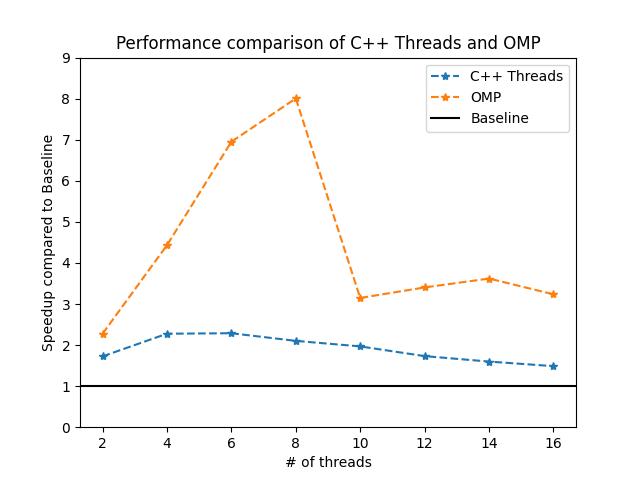 Performance comparison of C++ Threads and OMP
9
8
7
6
5
4
3
2
1
0
Speedup compared to Baseline
C++ Threads
OMP
Baseline
2 4 6 8 10 12 14 16
# of threads